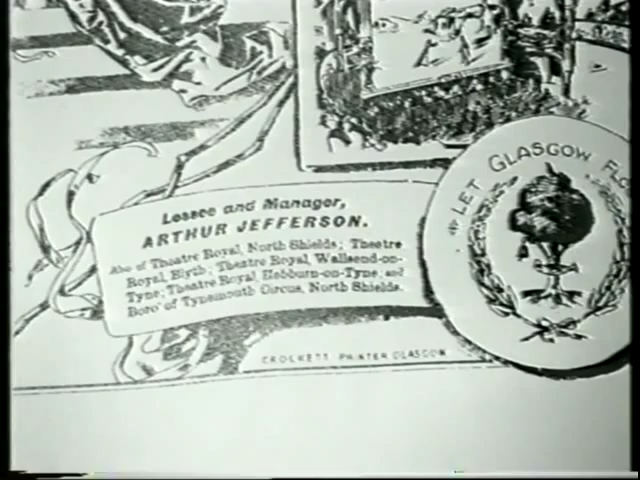 Lessee and Manager,
ARTHUR JEFFERSON.
Also of Theatre Royal, North Shields; Theatre
Royal, Blyth; Theatre Royal, Wallsend-on-
Tyne; Theatre Royal, Hebburn-on-Tyne; and
Boro' of Tynemouth Circus, North Shields.
CROCKETT PRINTER GLASGOW
LET GLASGOW FLO